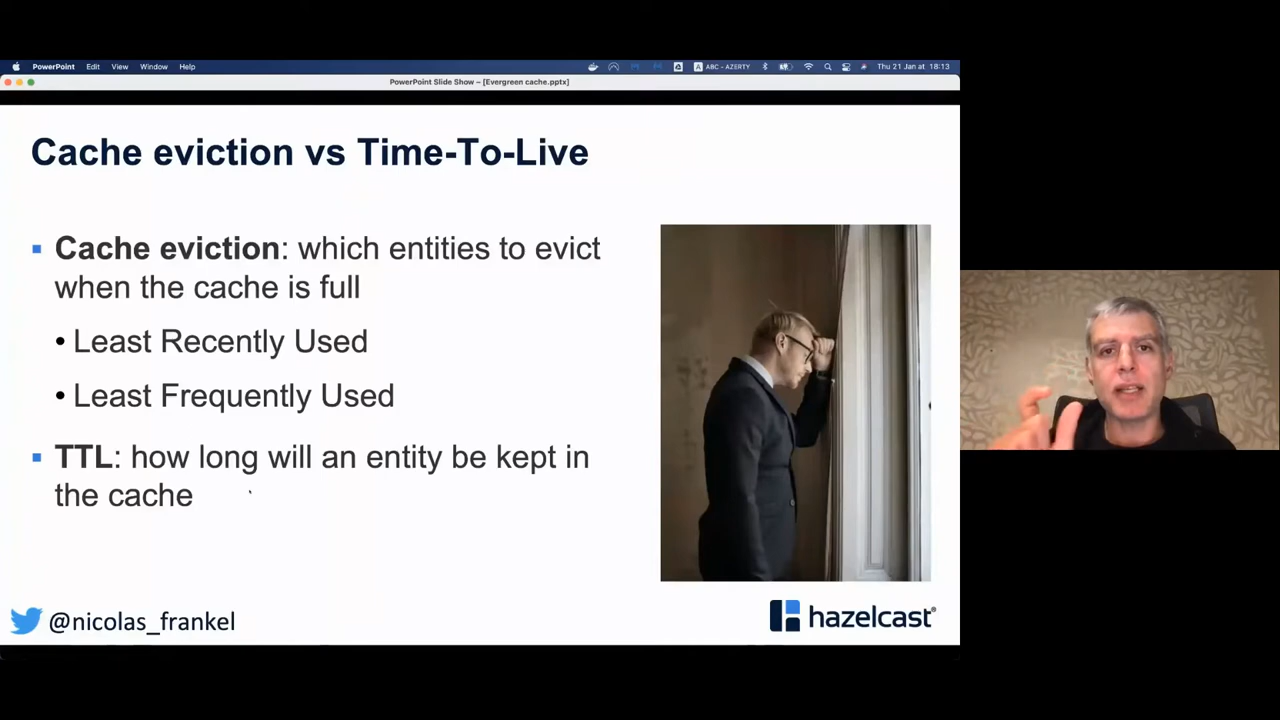 PowerPoint Edit View Window Help
ABC - AZERTY
Thu 21 Jan at 18:13
PowerPoint Slide Show ~ [Evergreen cache.pptx]
Cache eviction vs Time-To-Live
▪ Cache eviction: which entities to evict
when the cache is full
• Least Recently Used
• Least Frequently Used
▪ TTL: how long will an entity be kept in
the cache
@nicolas_frankel
hazelcast®